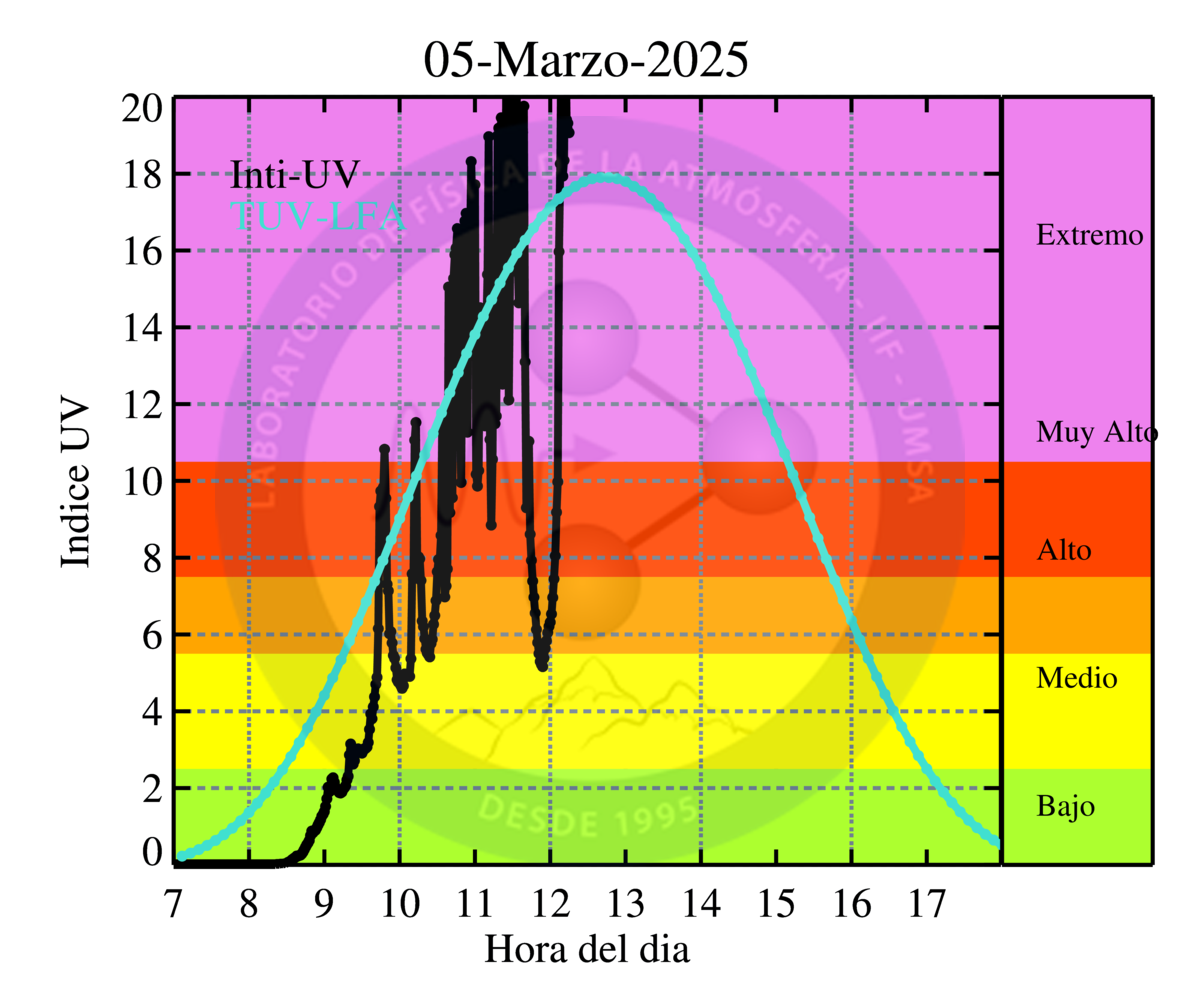 05-Marzo-2025
Inti-UV
TUV-LFA
LABORATORIO DE FÍSICA DE LA ATMÓSFERA - IIF - UMSA
DESDE 1995
Indice UV
20
18
16
14
12
10
8
6
4
2
0
Extremo
Muy Alto
Alto
Medio
Bajo
7 8 9 10 11 12 13 14 15 16 17
Hora del dia